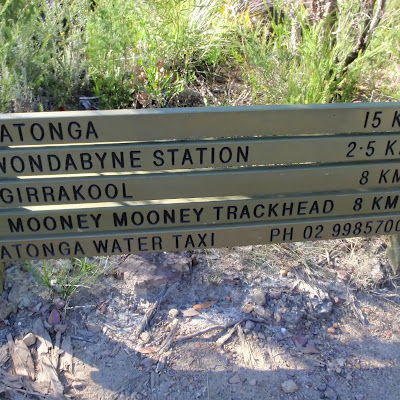 ATONGA 15 K
WONDABYNE STATION 2·5 K
GIRRAKOOL 8 KM
MOONEY MOONEY TRACKHEAD 8 KM
ATONGA WATER TAXI PH 02 9985700